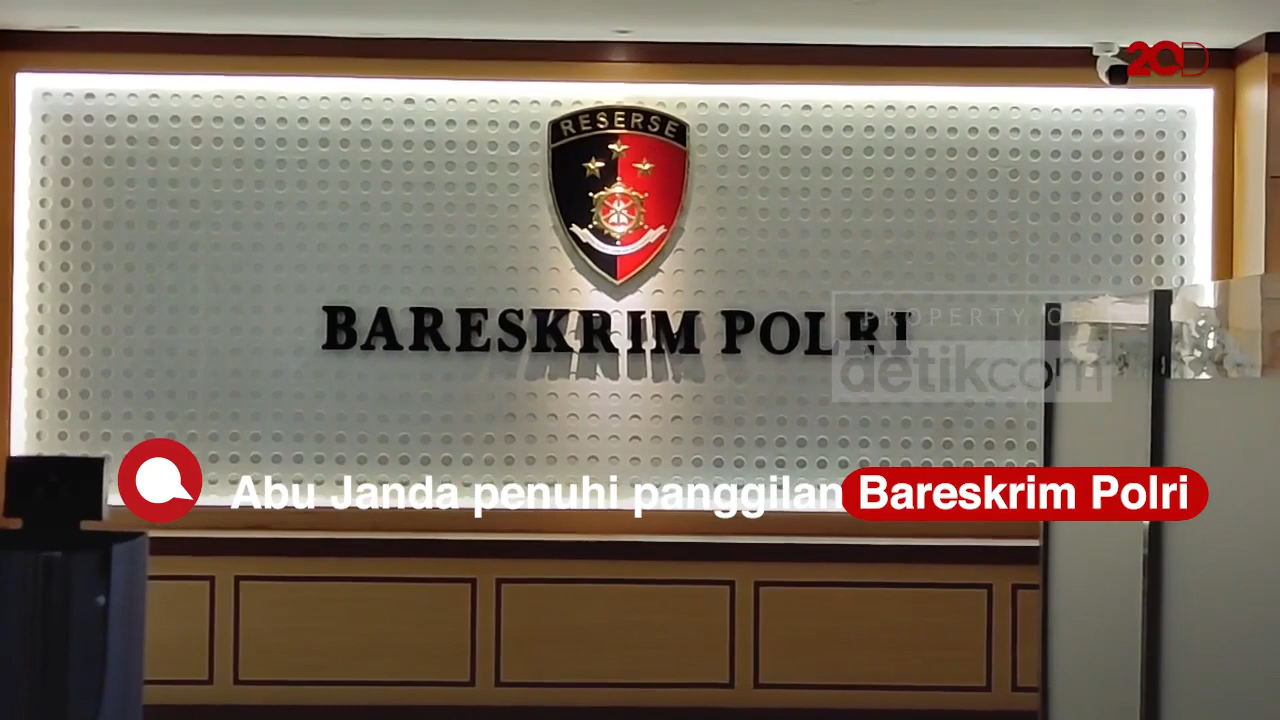 20D
RESERSE
BARESKRIM POLRI
PROPERTY OF
detikcom
Abu Janda penuhi panggilan Bareskrim Polri